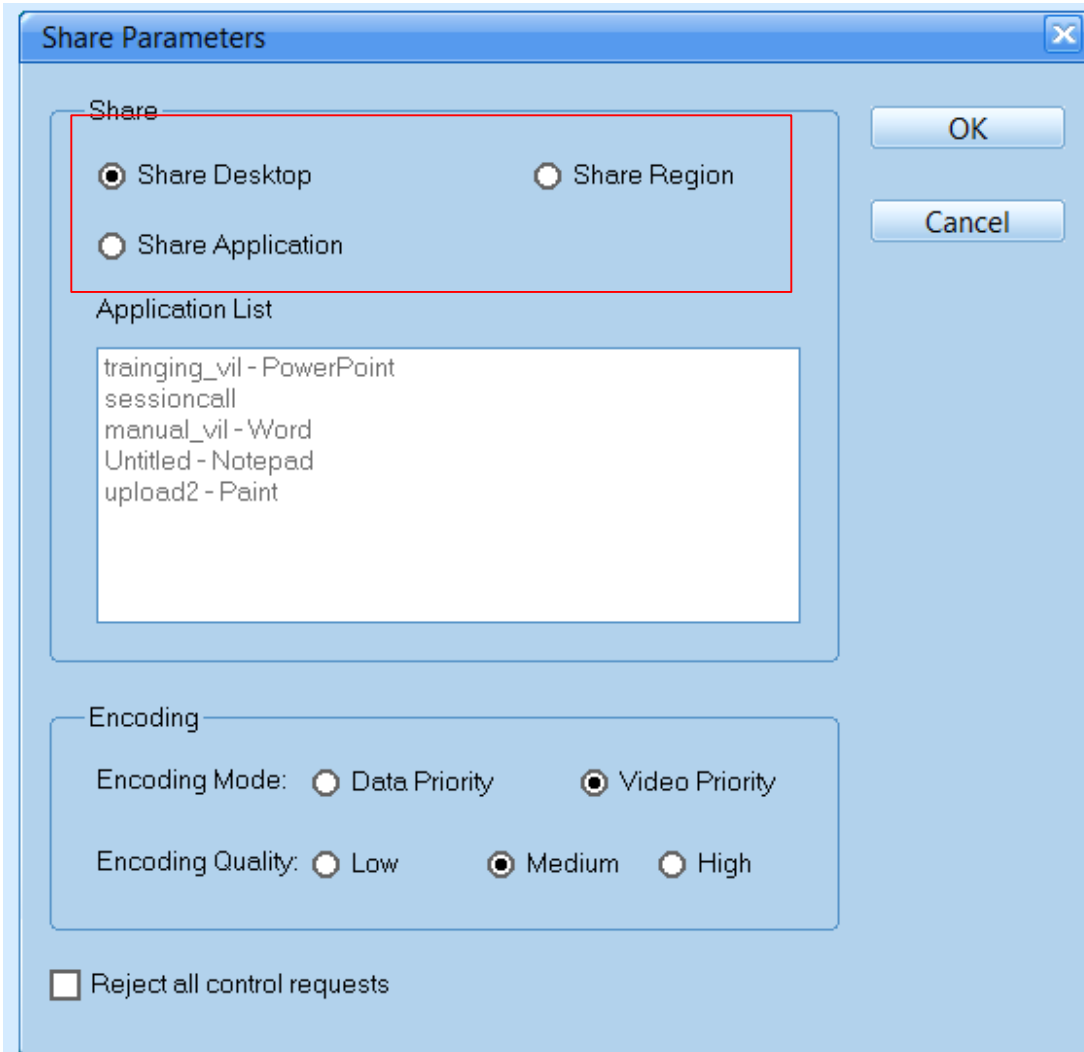 Share Parameters
Share
OK
Share Desktop Share Region
Cancel
Share Application
Application List
trainging_vil - PowerPoint
sessioncall
manual_vil - Word
Untitled - Notepad
upload2 - Paint
Encoding
Encoding Mode: Data Priority Video Priority
Encoding Quality: Low Medium High
Reject all control requests